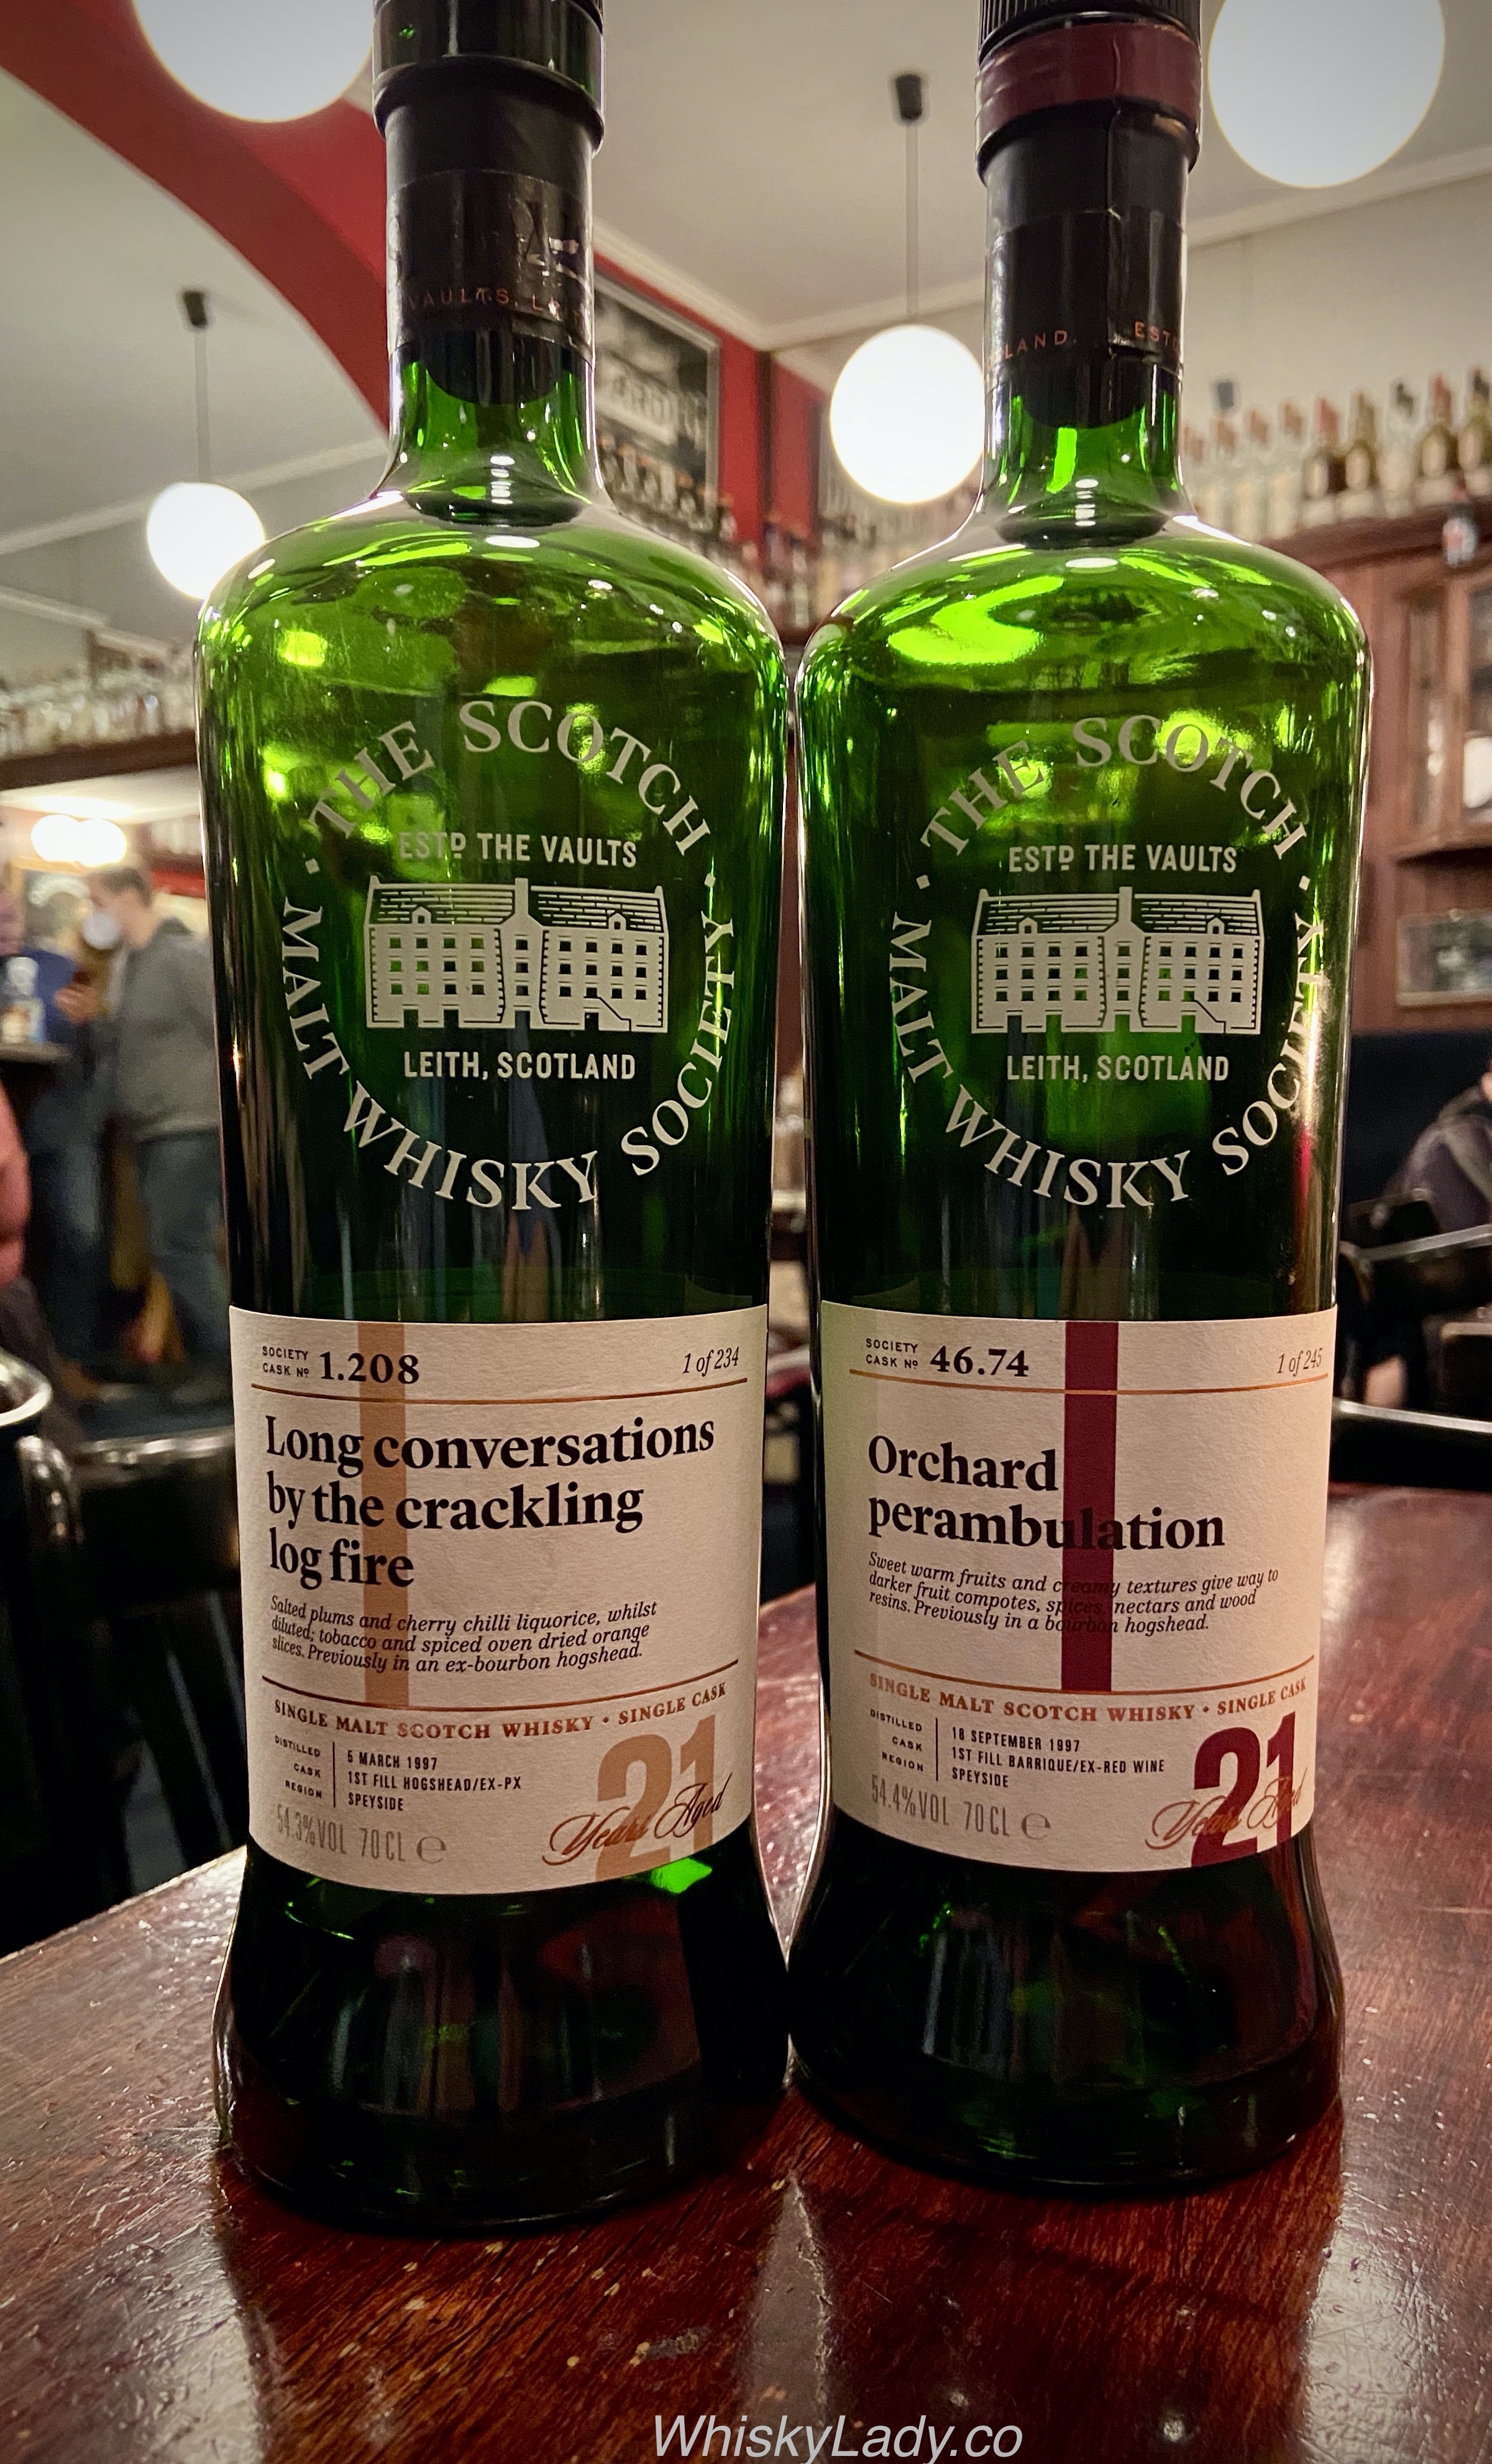 VAULTS, L
THE SCOTCH
MALT WHISKY SOCIETY
ESTD THE VAULTS
LEITH, SCOTLAND
SOCIETY
CASK Nº 1.208
1 of 234
Long conversations
by the crackling
log fire
Salted plums and cherry chilli liquorice, whilst
diluted; tobacco and spiced oven dried orange
slices. Previously in an ex-bourbon hogshead.
SINGLE MALT SCOTCH WHISKY • SINGLE CASK
DISTILLED 5 MARCH 1997
CASK 1ST FILL HOGSHEAD/EX-PX
REGION SPEYSIDE
54.3%VOL 70CL ℮
21
Years Aged
LAND ESTD
THE SCOTCH
MALT WHISKY SOCIETY
ESTD THE VAULTS
LEITH, SCOTLAND
SOCIETY
CASK Nº 46.74
1 of 245
Orchard
perambulation
Sweet warm fruits and creamy textures give way to
darker fruit compotes, spices, nectars and wood
resins. Previously in a bourbon hogshead.
SINGLE MALT SCOTCH WHISKY • SINGLE CASK
DISTILLED 18 SEPTEMBER 1997
CASK 1ST FILL BARRIQUE/EX-RED WINE
REGION SPEYSIDE
54.4%VOL 70CL ℮
21
Years Aged
WhiskyLady.co